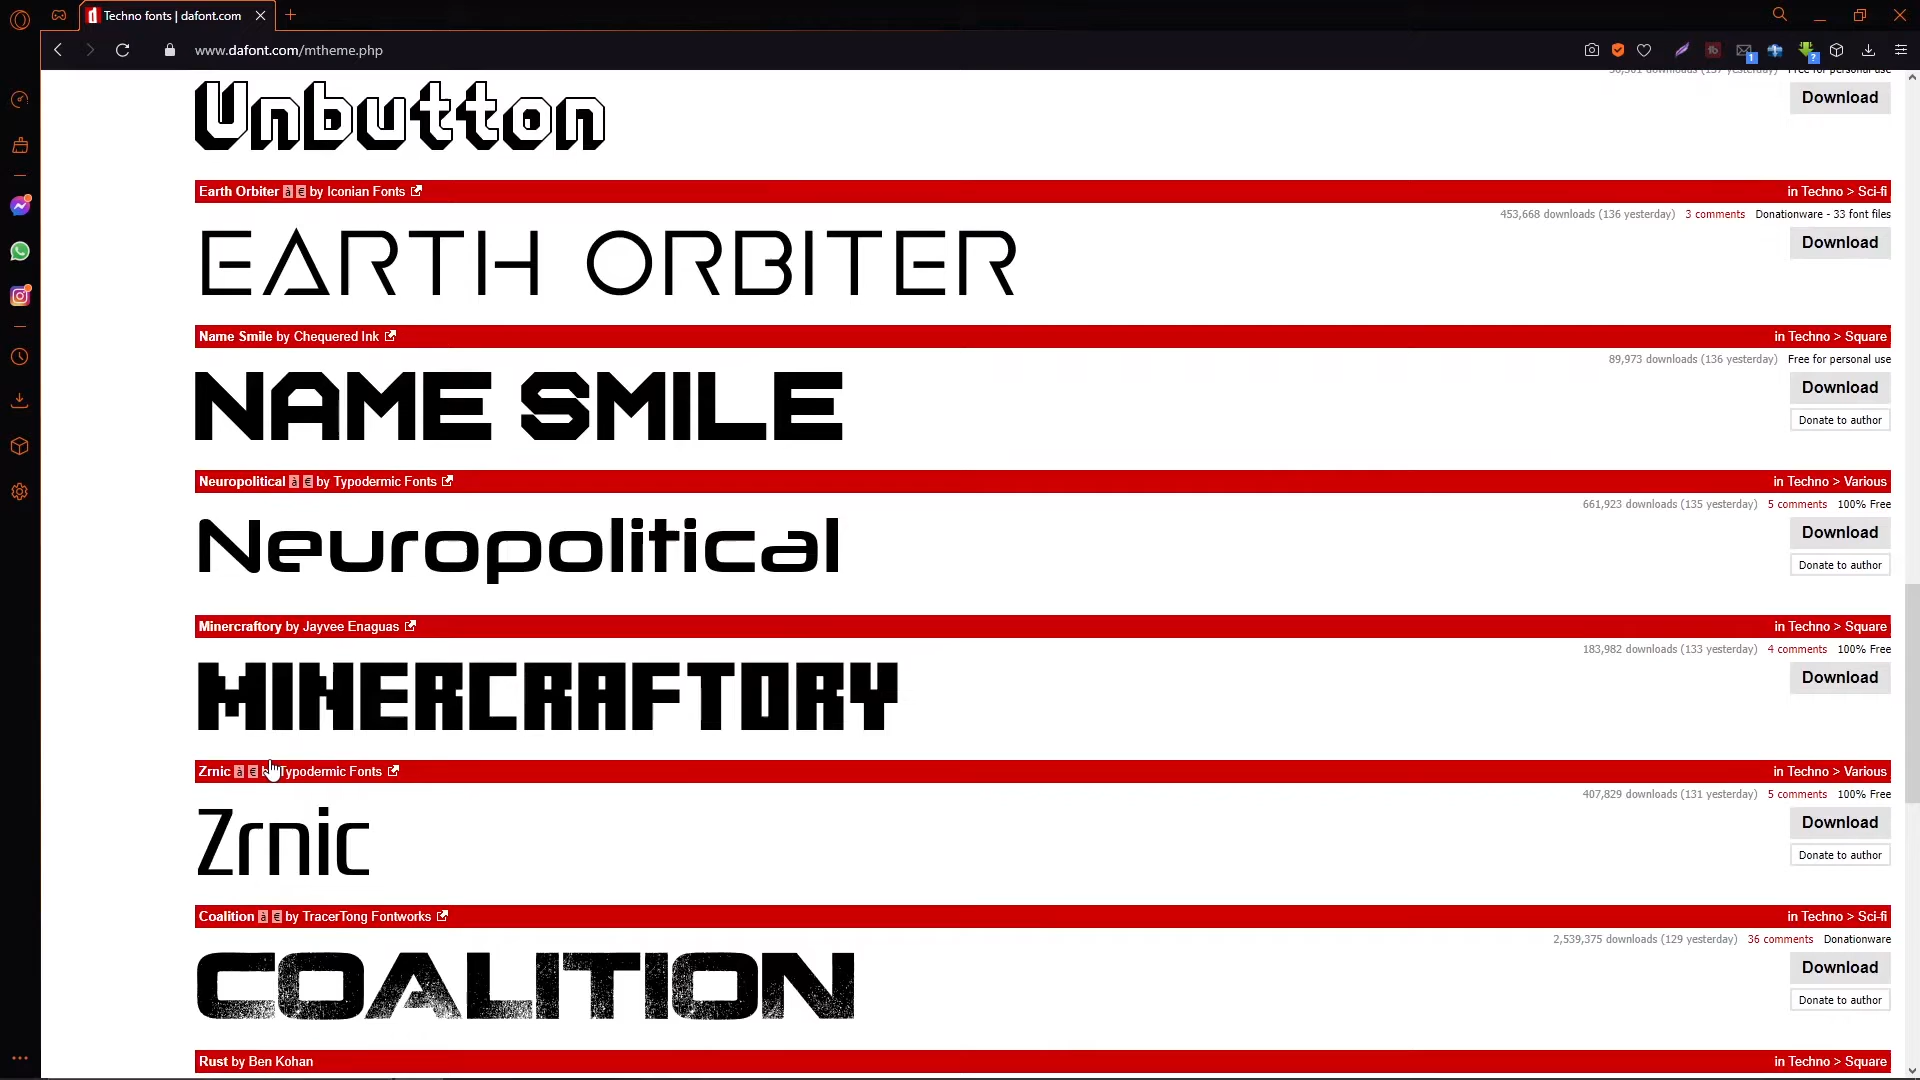 Techno fonts | dafont.com
www.dafont.com/mtheme.php
Free for personal use
Unbutton
Download
Earth Orbiter à € by Iconian Fonts
in Techno > Sci-fi
453,668 downloads (136 yesterday) 3 comments Donationware - 33 font files
EARTH ORBITER
Download
Name Smile by Chequered Ink
in Techno > Square
89,973 downloads (136 yesterday) Free for personal use
NAME SMILE
Download
Donate to author
Neuropolitical à € by Typodermic Fonts
in Techno > Various
661,923 downloads (135 yesterday) 5 comments 100% Free
Neuropolitical
Download
Donate to author
Minercraftory by Jayvee Enaguas
in Techno > Square
183,982 downloads (133 yesterday) 4 comments 100% Free
MINERCRAFTORY
Download
Zrnic à € Typodermic Fonts
in Techno > Various
407,829 downloads (131 yesterday) 5 comments 100% Free
Zrnic
Download
Donate to author
Coalition à € by TracerTong Fontworks
in Techno > Sci-fi
2,539,375 downloads (129 yesterday) 36 comments Donationware
COALITION
Download
Donate to author
Rust by Ben Kohan
in Techno > Square